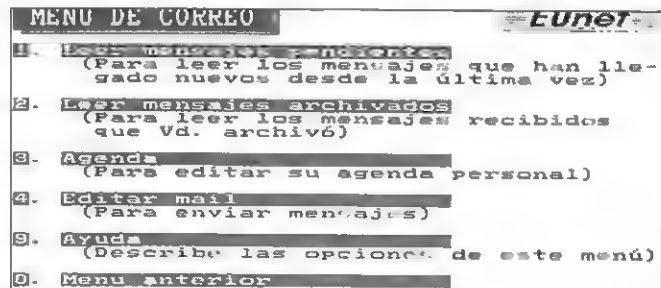 MENU DE CORREO
EUnet
1. Leer mensajes pendientes
(Para leer los mensajes que han lle-
gado nuevos desde la última vez)
2. Leer mensajes archivados
(Para leer los mensajes recibidos
que Vd. archivó)
3. Agenda
(Para editar su agenda personal)
4. Editar mail
(Para enviar mensajes)
9. Ayuda
(Describe las opciones de este menú)
0. Menu anterior